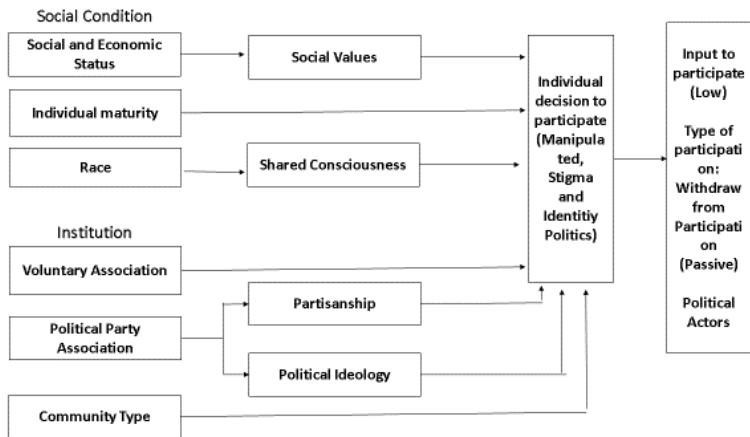 Social Condition
Social and Economic
Status
Social Values
Individual maturity
Race
Shared Consciousness
Institution
Voluntary Association
Political Party
Association
Partisanship
Political Ideology
Community Type
Individual
decision to
participate
(Manipula
ted,
Stigma
and
Identitiy
Politics)
Input to
participate
(Low)
Type of
participati
on:
Withdraw
from
Participati
on
(Passive)
Political
Actors